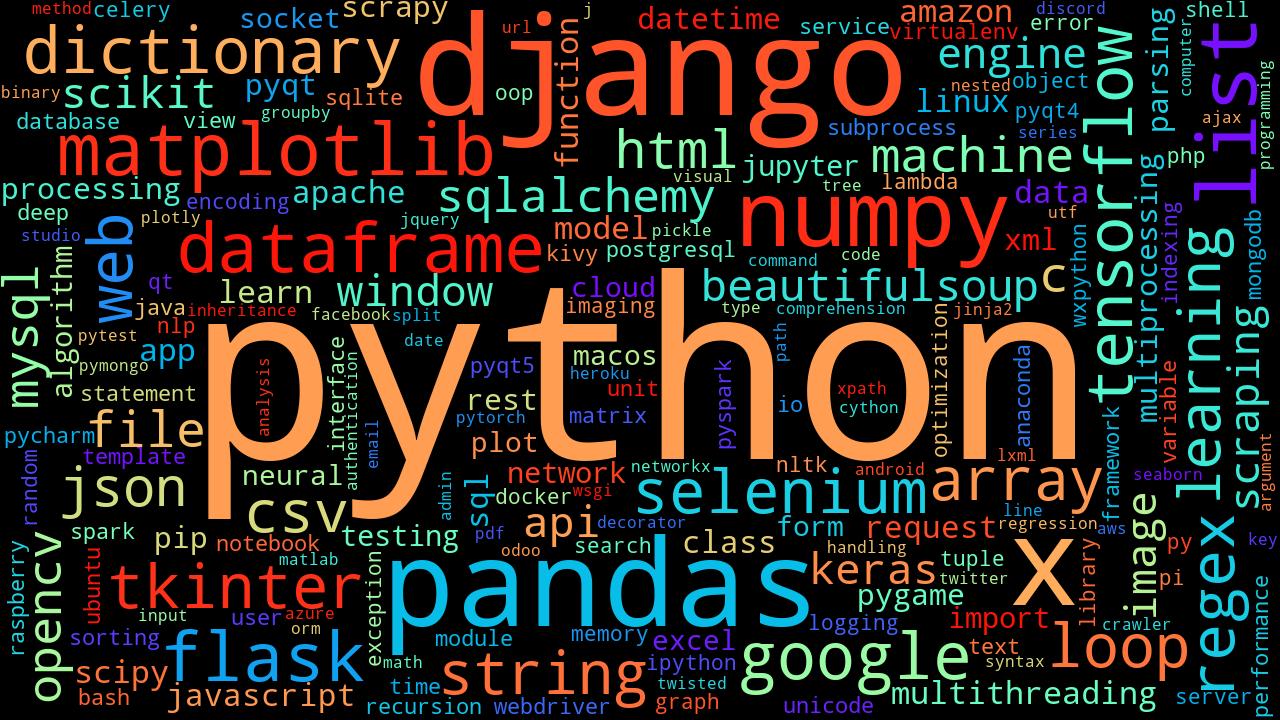 method
celery
socket
scrapy
j
datetime
service
amazon
virtualenv
discord
error
shell
dictionary
django
url
function
engine
parsing
computer
list
binary
scikit
pyqt
sqlite
oop
nested
object
linux
pyqt4
tensorflow
ajax
programming
database
view
groupby
matplotlib
html
subprocess
series
php
processing
encoding
apache
sqlalchemy
visual
jupyter
tree
machine
lambda
data
numpy
utf
xml
multiprocessing
indexing
mongodb
deep
studio
plotly
jquery
model
pickle
postgresql
kivy
command
code
web
dataframe
mysql
algorithm
qt
java
learn
window
cloud
imaging
beautifulsoup
c
wxpython
learning
inheritance
facebook
split
type
comprehension
jinja2
nlp
pytest
app
pymongo
python
date
path
optimization
scraping
statement
analysis
interface
authentication
pyqt5
macos
heroku
unit
pyspark
xpath
cython
anaconda
variable
rest
pytorch
matrix
io
pycharm
file
email
plot
framework
template
random
json
neural
network
networkx
nltk
android
lxml
array
seaborn
argument
csv
admin
sql
docker
wsgi
selenium
line
regression
aws
image
regex
spark
pip
notebook
testing
pdf
api
decorator
form
request
x
py
key
matlab
odoo
search
class
handling
tuple
twitter
keras
library
pi
raspberry
opencv
ubuntu
tkinter
exception
pandas
pygame
performance
input
user
azure
orm
sorting
flask
module
memory
excel
logging
import
crawler
scipy
math
string
ipython
google
text
syntax
loop
bash
javascript
time
twisted
recursion
webdriver
graph
unicode
multithreading
server